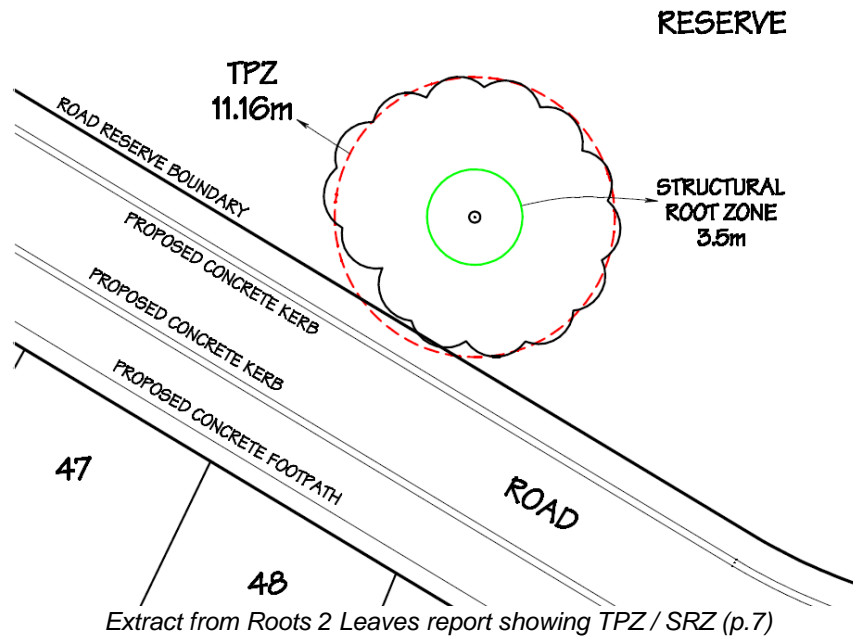 RESERVE
TPZ
11.16m
ROAD RESERVE BOUNDARY
STRUCTURAL
ROOT ZONE
3.5m
PROPOSED CONCRETE KERB
PROPOSED CONCRETE KERB
PROPOSED CONCRETE FOOTPATH
47
ROAD
48
Extract from Roots 2 Leaves report showing TPZ / SRZ (p.7)